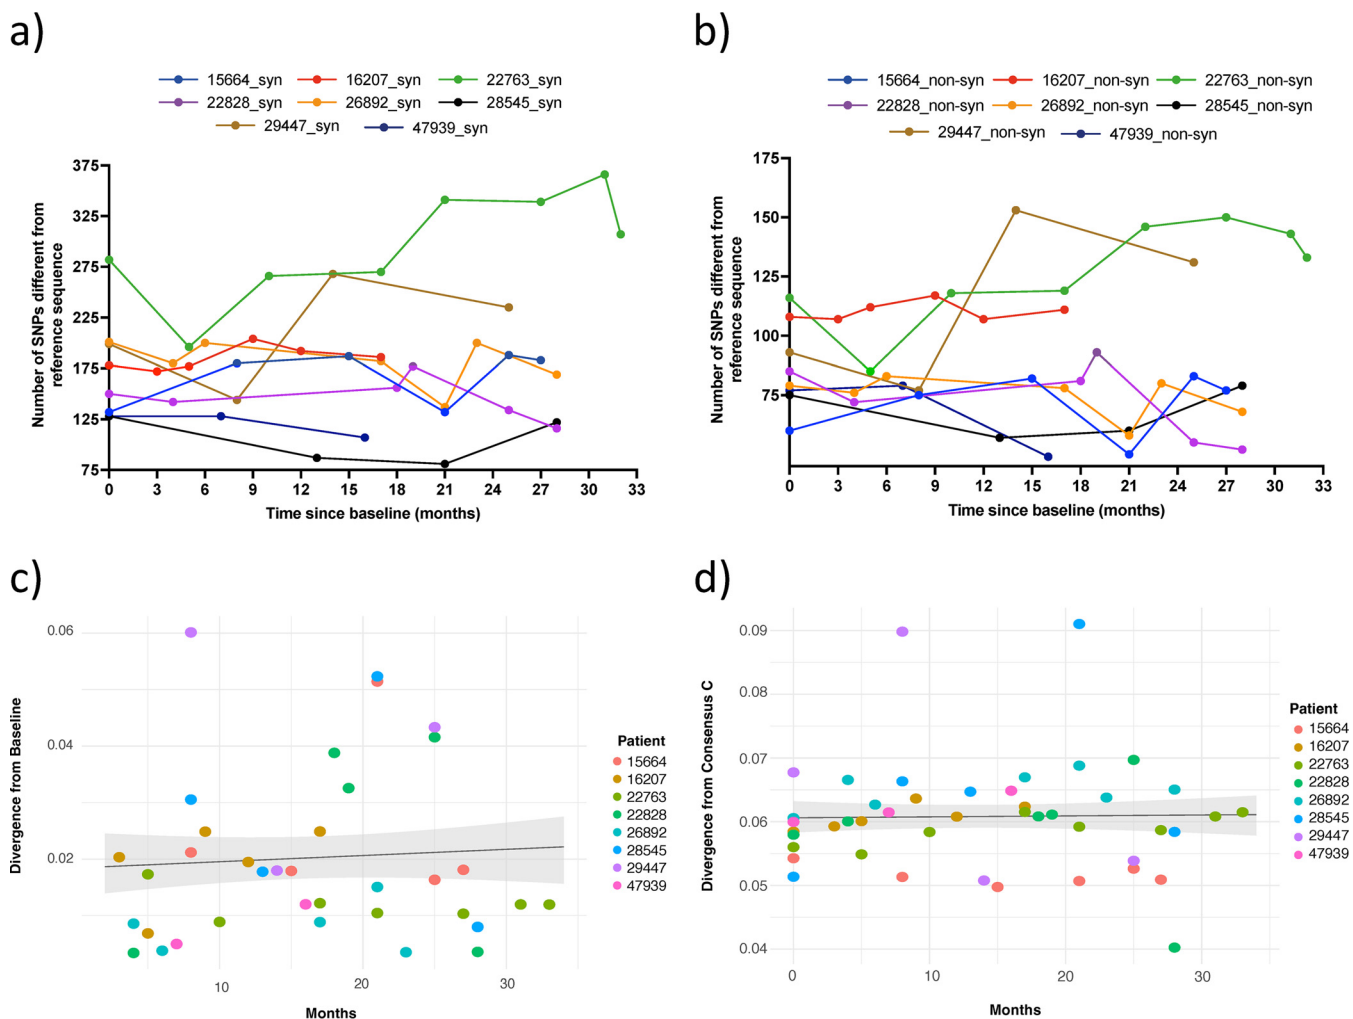 a)
15664_syn 16207_syn 22763_syn
22828_syn 26892_syn 28545_syn
29447_syn 47939_syn
Number of SNPs different from
reference sequence
375
325
275
225
175
125
75
0 3 6 9 12 15 18 21 24 27 30 33
Time since baseline (months)
b)
15664_non-syn 16207_non-syn 22763_non-syn
22828_non-syn 26892_non-syn 28545_non-syn
29447_non-syn 47939_non-syn
Number of SNPs different from
reference sequence
175
150
125
100
75
0 3 6 9 12 15 18 21 24 27 30 33
Time since baseline (months)
c)
Divergence from Baseline
0.06
0.04
0.02
10 20 30
Months
Patient
15664
16207
22763
22828
26892
28545
29447
47939
d)
Divergence from Consensus C
0.09
0.08
0.07
0.06
0.05
0.04
0 10 20 30
Months
Patient
15664
16207
22763
22828
26892
28545
29447
47939